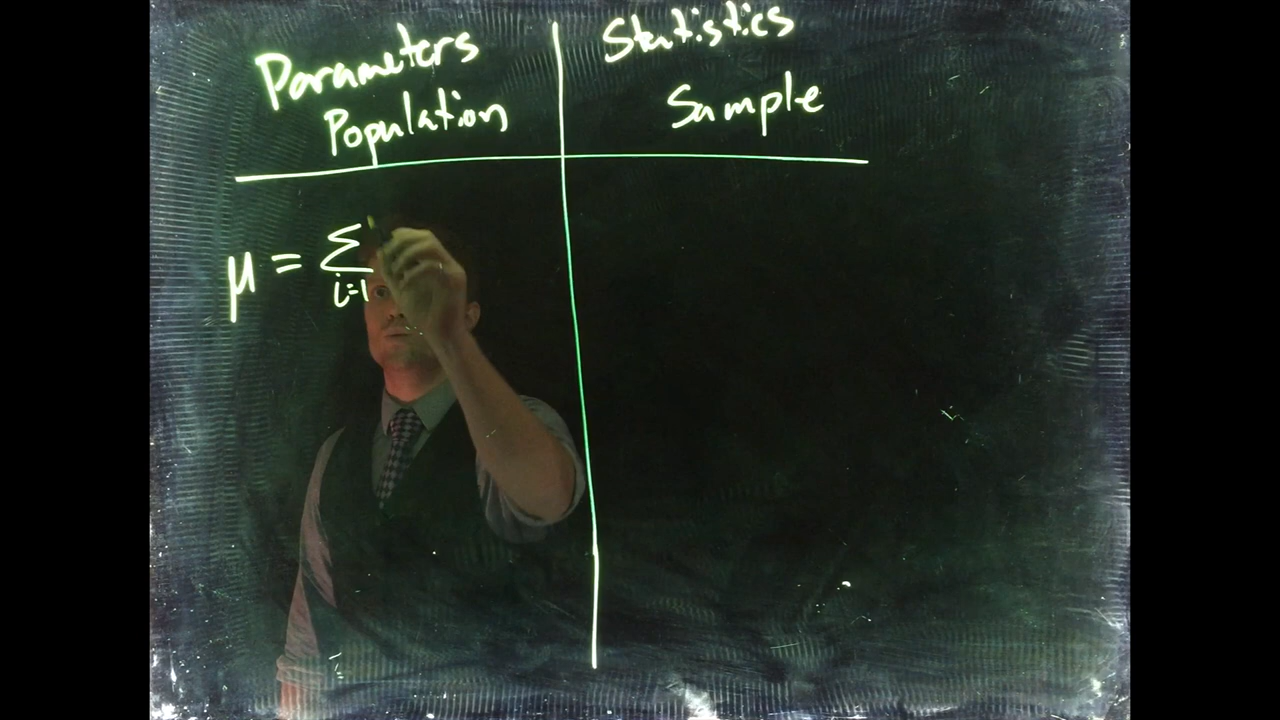 Parameters
Population
Statistics
Sample
μ = Σ
i=1